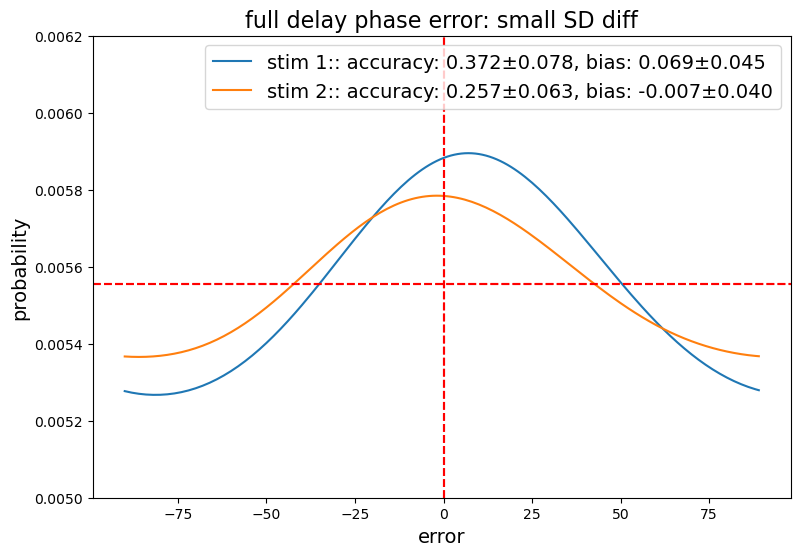 full delay phase error: small SD diff
stim 1:: accuracy: 0.372±0.078, bias: 0.069±0.045
stim 2:: accuracy: 0.257±0.063, bias: -0.007±0.040
probability
0.0062
0.0060
0.0058
0.0056
0.0054
0.0052
0.0050
−75 −50 −25 0 25 50 75
error